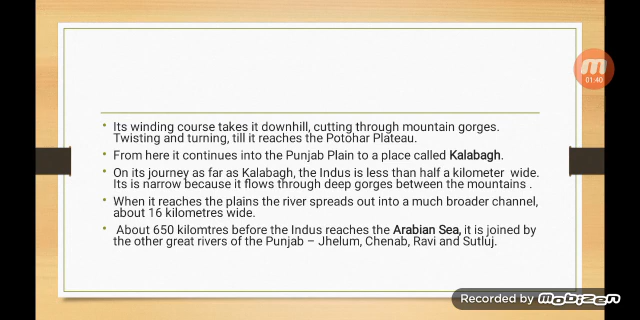 01:40
Its winding course takes it downhill, cutting through mountain gorges.
Twisting and turning, till it reaches the Potohar Plateau.
From here it continues into the Punjab Plain to a place called Kalabagh.
On its journey as far as Kalabagh, the Indus is less than half a kilometer wide.
Its is narrow because it flows through deep gorges between the mountains .
When it reaches the plains the river spreads out into a much broader channel,
about 16 kilometres wide.
About 650 kilomtres before the Indus reaches the Arabian Sea, it is joined by
the other great rivers of the Punjab – Jhelum, Chenab, Ravi and Sutluj.
Recorded by Mobizen